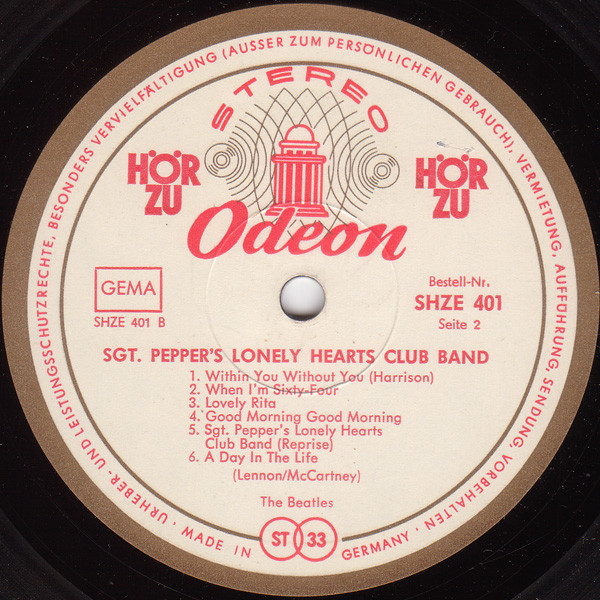 URHEBER- UND LEISTUNGSSCHUTZRECHTE, BESONDERS VERVIELFÄLTIGUNG (AUSSER ZUM PERSÖNLICHEN GEBRAUCH), VERMIETUNG, AUFFÜHRUNG, SENDUNG, VORBEHALTEN ·
STEREO
HÖR
ZU
HÖR
ZU
Odeon
GEMA
SHZE 401 B
Bestell-Nr.
SHZE 401
Seite 2
SGT. PEPPER'S LONELY HEARTS CLUB BAND
1. Within You Without You (Harrison)
2. When I'm Sixty-Four
3. Lovely Rita
4. Good Morning Good Morning
5. Sgt. Pepper's Lonely Hearts
Club Band (Reprise)
6. A Day In The Life
(Lennon/McCartney)
The Beatles
· MADE IN ST 33 GERMANY ·